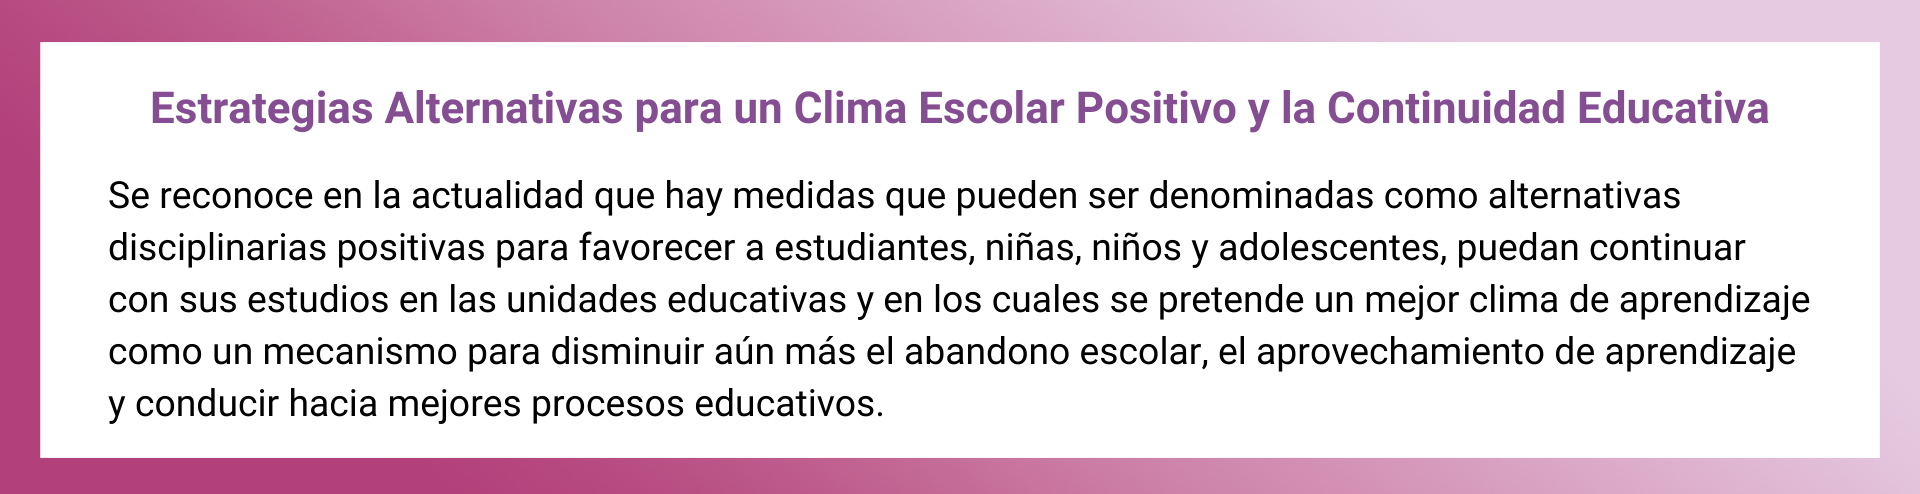 Estrategias Alternativas para un Clima Escolar Positivo y la Continuidad Educativa
Se reconoce en la actualidad que hay medidas que pueden ser denominadas como alternativas
disciplinarias positivas para favorecer a estudiantes, niñas, niños y adolescentes, puedan continuar
con sus estudios en las unidades educativas y en los cuales se pretende un mejor clima de aprendizaje
como un mecanismo para disminuir aún más el abandono escolar, el aprovechamiento de aprendizaje
y conducir hacia mejores procesos educativos.